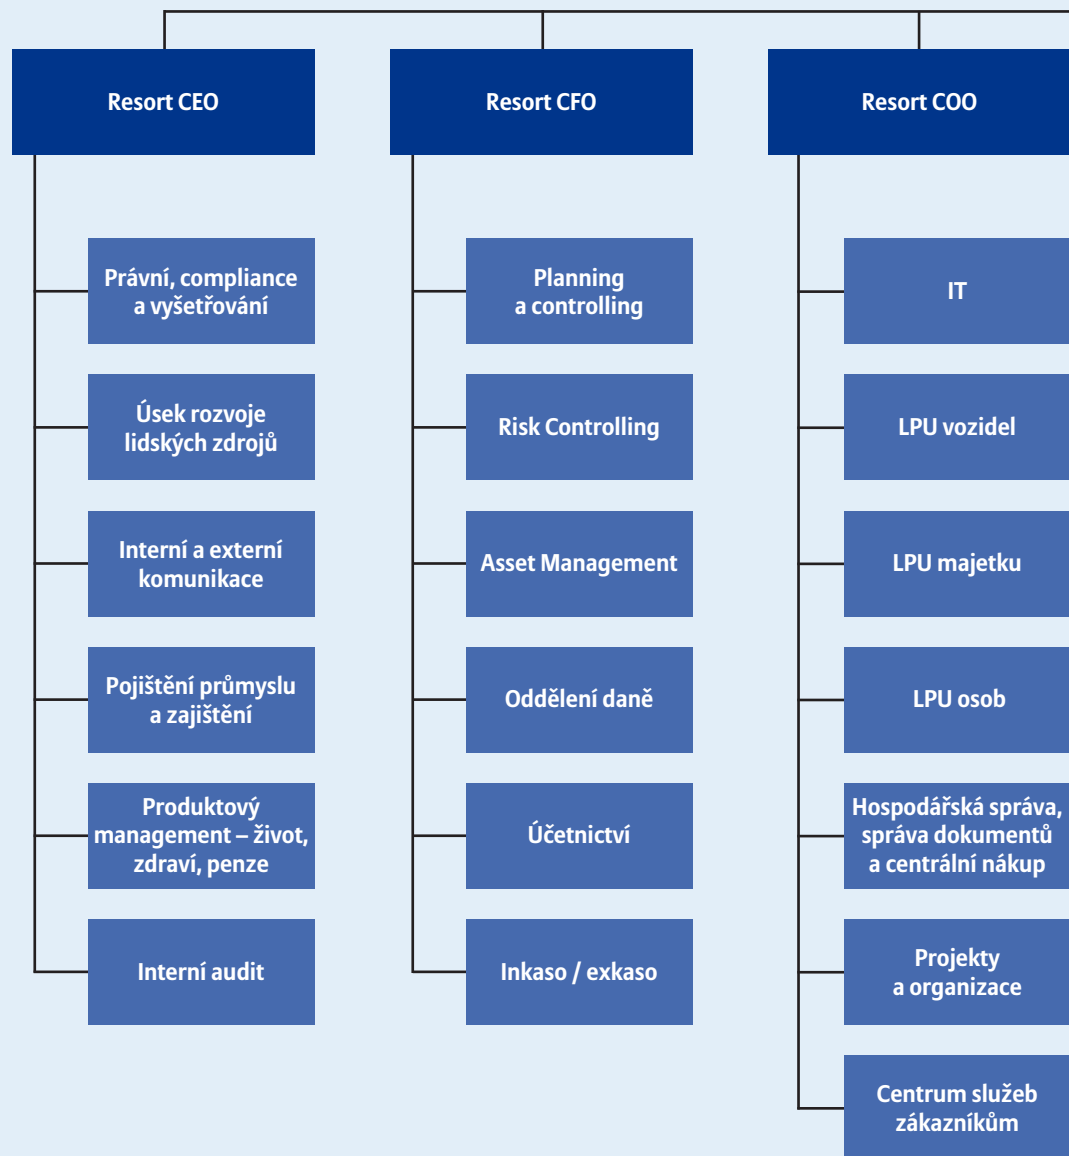 Resort CEO
Právní, compliance
a vyšetřování
Úsek rozvoje
lidských zdrojů
Interní a externí
komunikace
Pojištění průmyslu
a zajištění
Produktový
management – život,
zdraví, penze
Interní audit
Resort CFO
Planning
a controlling
Risk Controlling
Asset Management
Oddělení daně
Účetnictví
Inkaso / exkaso
Resort COO
IT
LPU vozidel
LPU majetku
LPU osob
Hospodářská správa,
správa dokumentů
a centrální nákup
Projekty
a organizace
Centrum služeb
zákazníkům